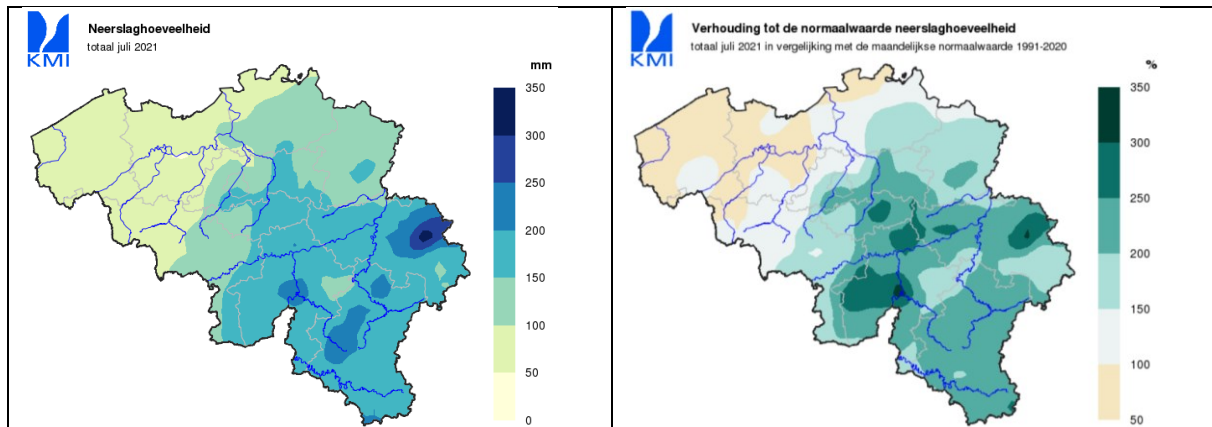 KMI
Neerslaghoeveelheid
totaal juli 2021
mm
350
300
250
200
150
100
50
0
KMI
Verhouding tot de normaalwaarde neerslaghoeveelheid
totaal juli 2021 in vergelijking met de maandelijkse normaalwaarde 1991-2020
%
350
300
250
200
150
100
50